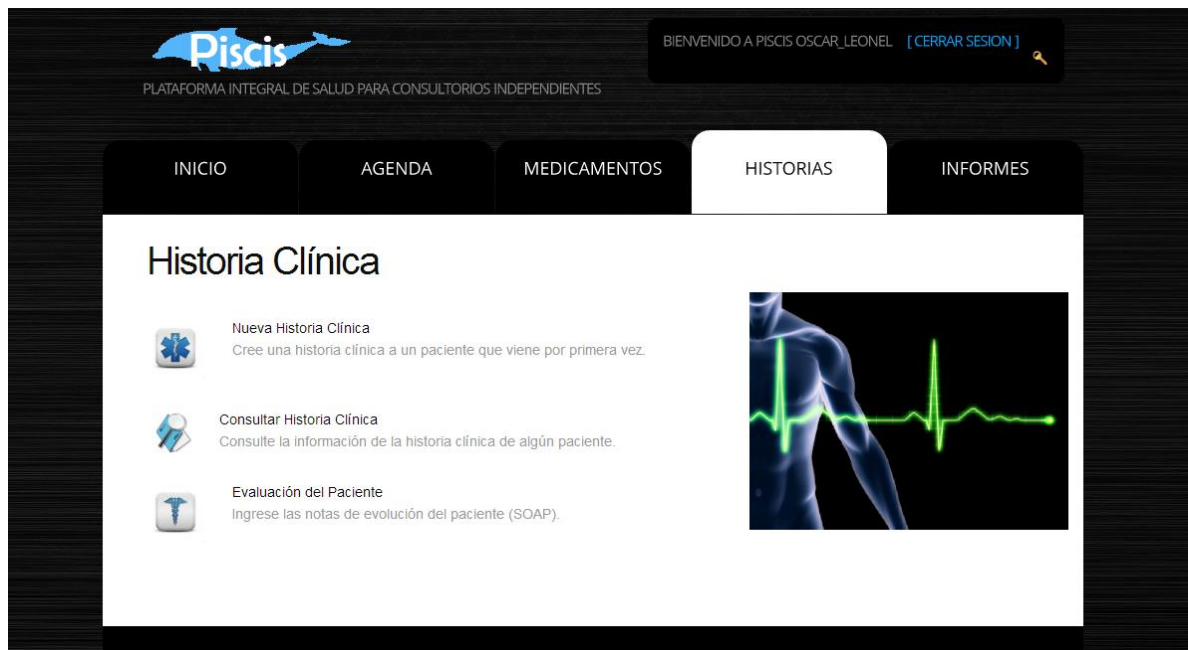 Piscis
PLATAFORMA INTEGRAL DE SALUD PARA CONSULTORIOS INDEPENDIENTES
BIENVENIDO A PISCIS OSCAR_LEONEL [ CERRAR SESION ]
INICIO AGENDA MEDICAMENTOS HISTORIAS INFORMES
Historia Clínica
Nueva Historia Clínica
Cree una historia clínica a un paciente que viene por primera vez.
Consultar Historia Clínica
Consulte la información de la historia clínica de algún paciente.
Evaluación del Paciente
Ingrese las notas de evolución del paciente (SOAP).